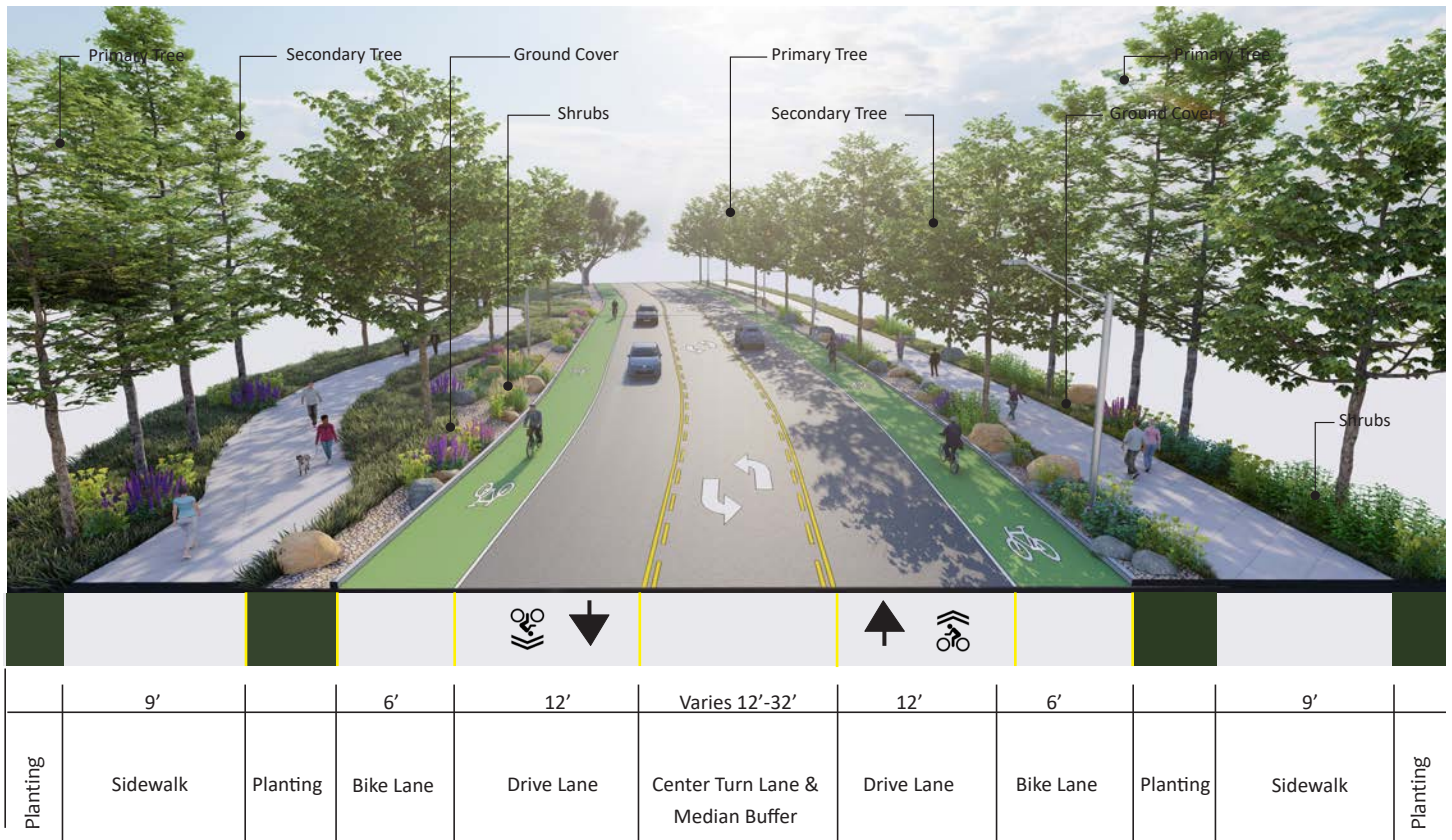 Primary Tree
Secondary Tree
Ground Cover
Primary Tree
Primary Tree
Shrubs
Secondary Tree
Ground Cover
Shrubs
9’
6’
12’
Varies 12’-32’
12’
6’
9’
Planting
Sidewalk
Planting
Bike Lane
Drive Lane
Center Turn Lane &
Median Buffer
Drive Lane
Bike Lane
Planting
Sidewalk
Planting